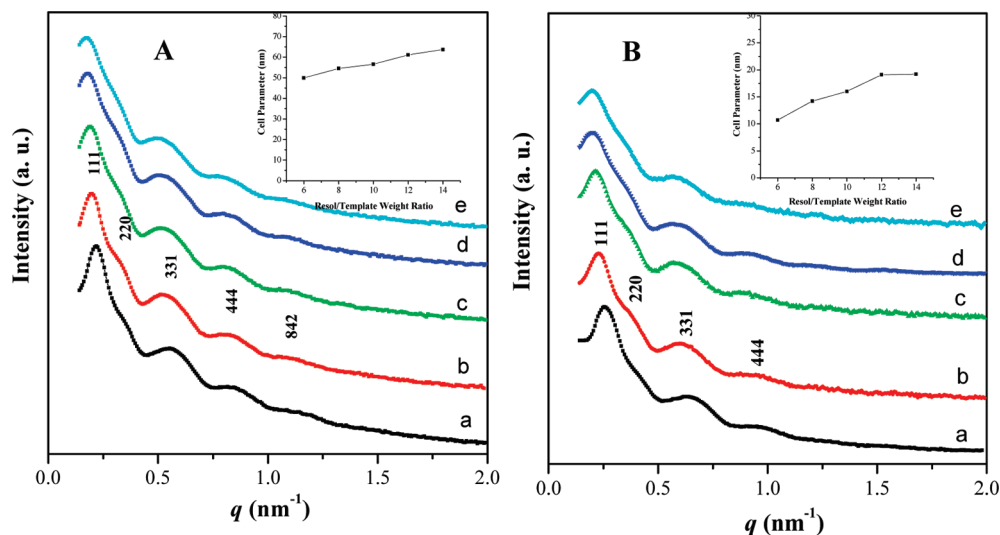 A
Cell Parameter (nm)
80
70
60
50
40
30
20
10
0
6 8 10 12 14
Resol/Template Weight Ratio
Intensity (a. u.)
111
220
331
444
842
e
d
c
b
a
0.0 0.5 1.0 1.5 2.0
q (nm-1)
B
Cell Parameter (nm)
30
25
20
15
10
5
0
6 8 10 12 14
Resol/Template Weight Ratio
Intensity (a. u.)
111
220
331
444
e
d
c
b
a
0.0 0.5 1.0 1.5 2.0
q (nm-1)